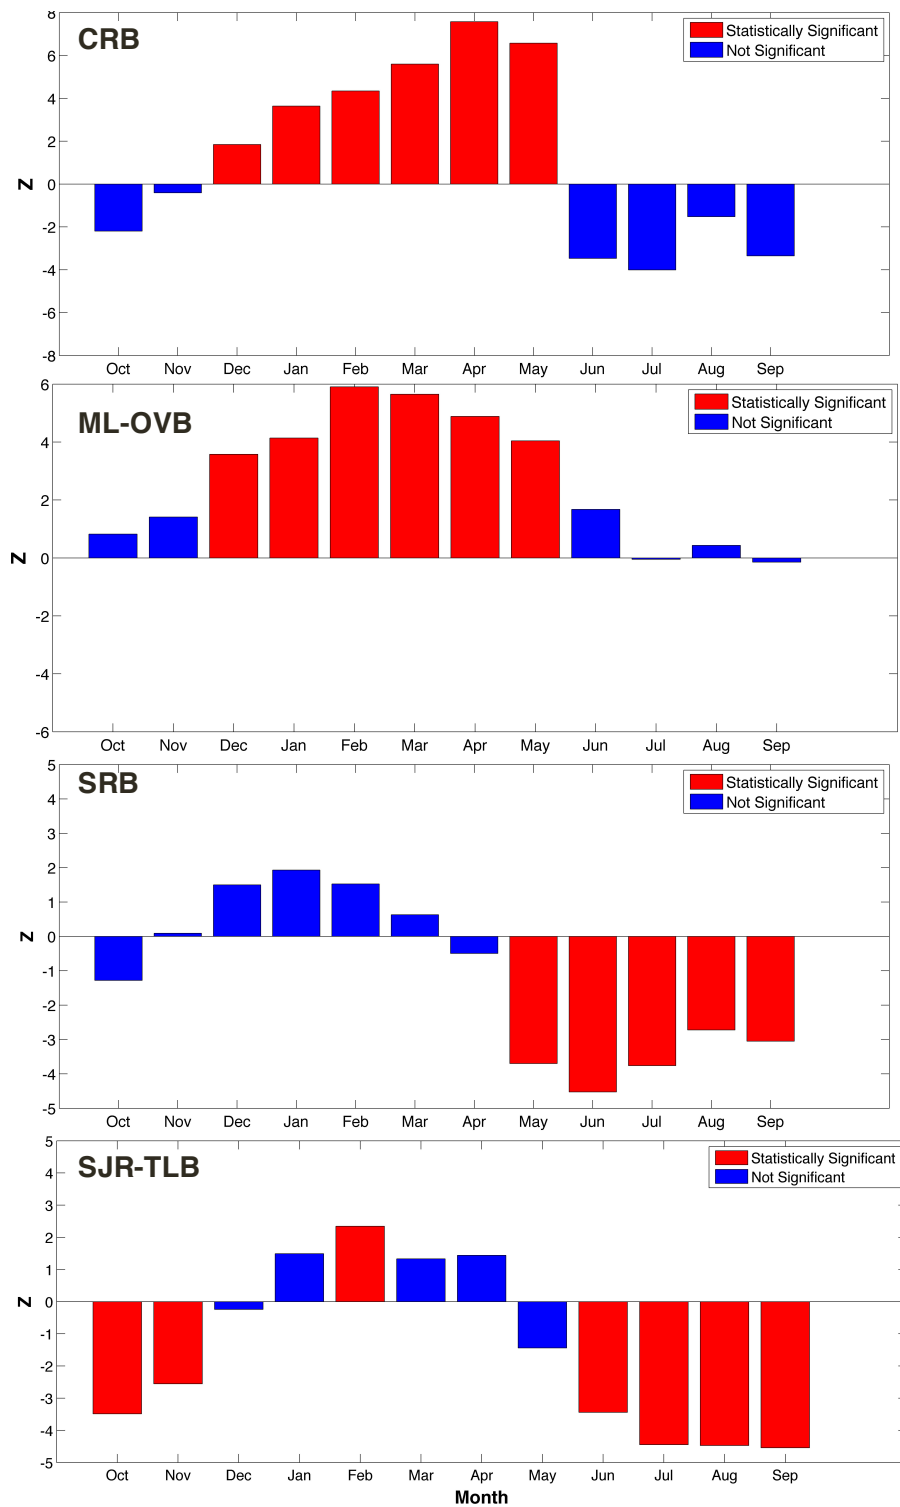 8
CRB
Statistically Significant
Not Significant
6
4
2
0
-2
-4
-6
-8
Z
Oct Nov Dec Jan Feb Mar Apr May Jun Jul Aug Sep
6
ML-OVB
Statistically Significant
Not Significant
4
2
0
-2
-4
-6
Z
Oct Nov Dec Jan Feb Mar Apr May Jun Jul Aug Sep
5
SRB
Statistically Significant
Not Significant
4
3
2
1
0
-1
-2
-3
-4
-5
Z
Oct Nov Dec Jan Feb Mar Apr May Jun Jul Aug Sep
5
SJR-TLB
Statistically Significant
Not Significant
4
3
2
1
0
-1
-2
-3
-4
-5
Z
Oct Nov Dec Jan Feb Mar Apr May Jun Jul Aug Sep
Month